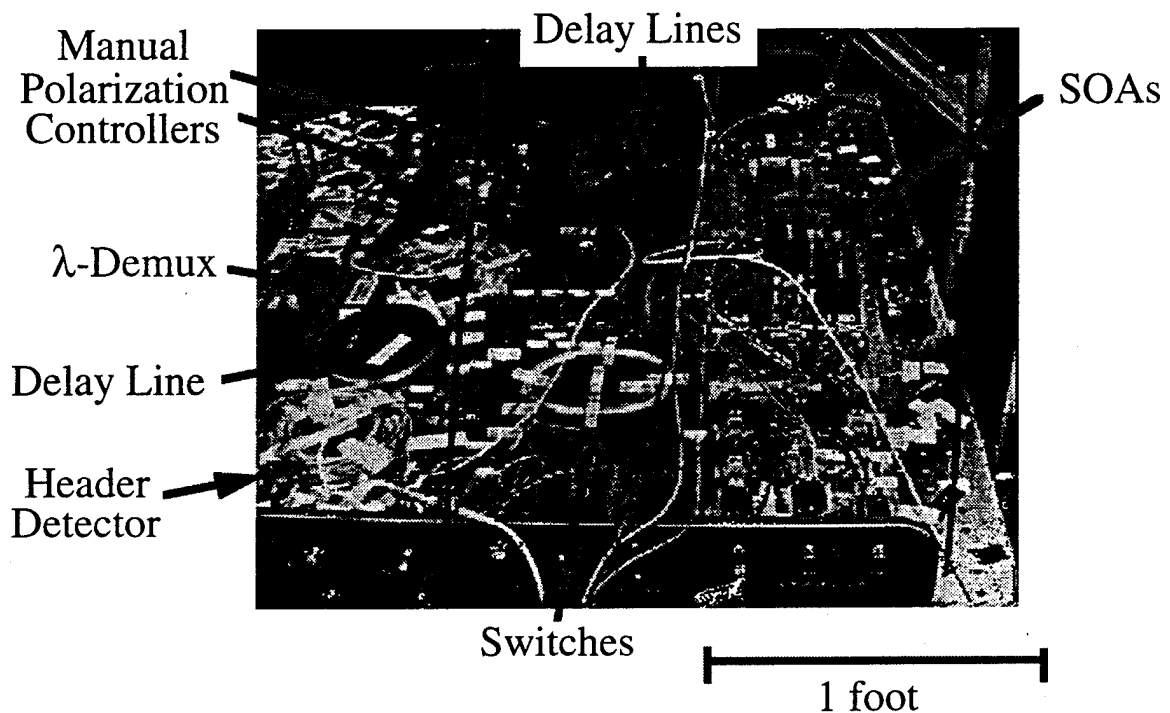 Delay Lines
Manual
Polarization
Controllers
SOAs
λ-Demux
Delay Line
Header
Detector
Switches
1 foot